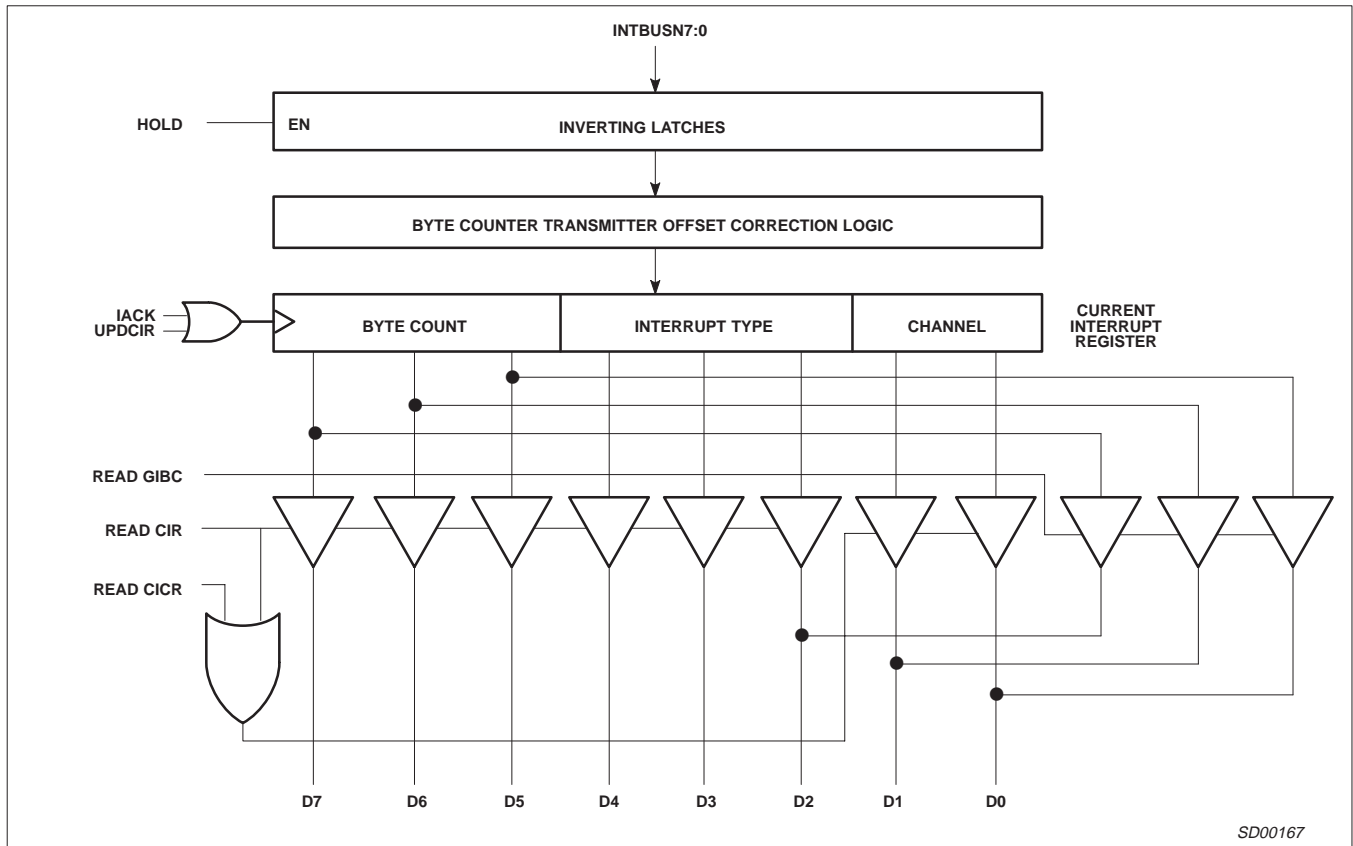 INTBUSN7:0
HOLD
EN
INVERTING LATCHES
BYTE COUNTER TRANSMITTER OFFSET CORRECTION LOGIC
IACK
UPDCIR
BYTE COUNT
INTERRUPT TYPE
CHANNEL
CURRENT
INTERRUPT
REGISTER
READ GIBC
READ CIR
READ CICR
D7 D6 D5 D4 D3 D2 D1 D0
SD00167